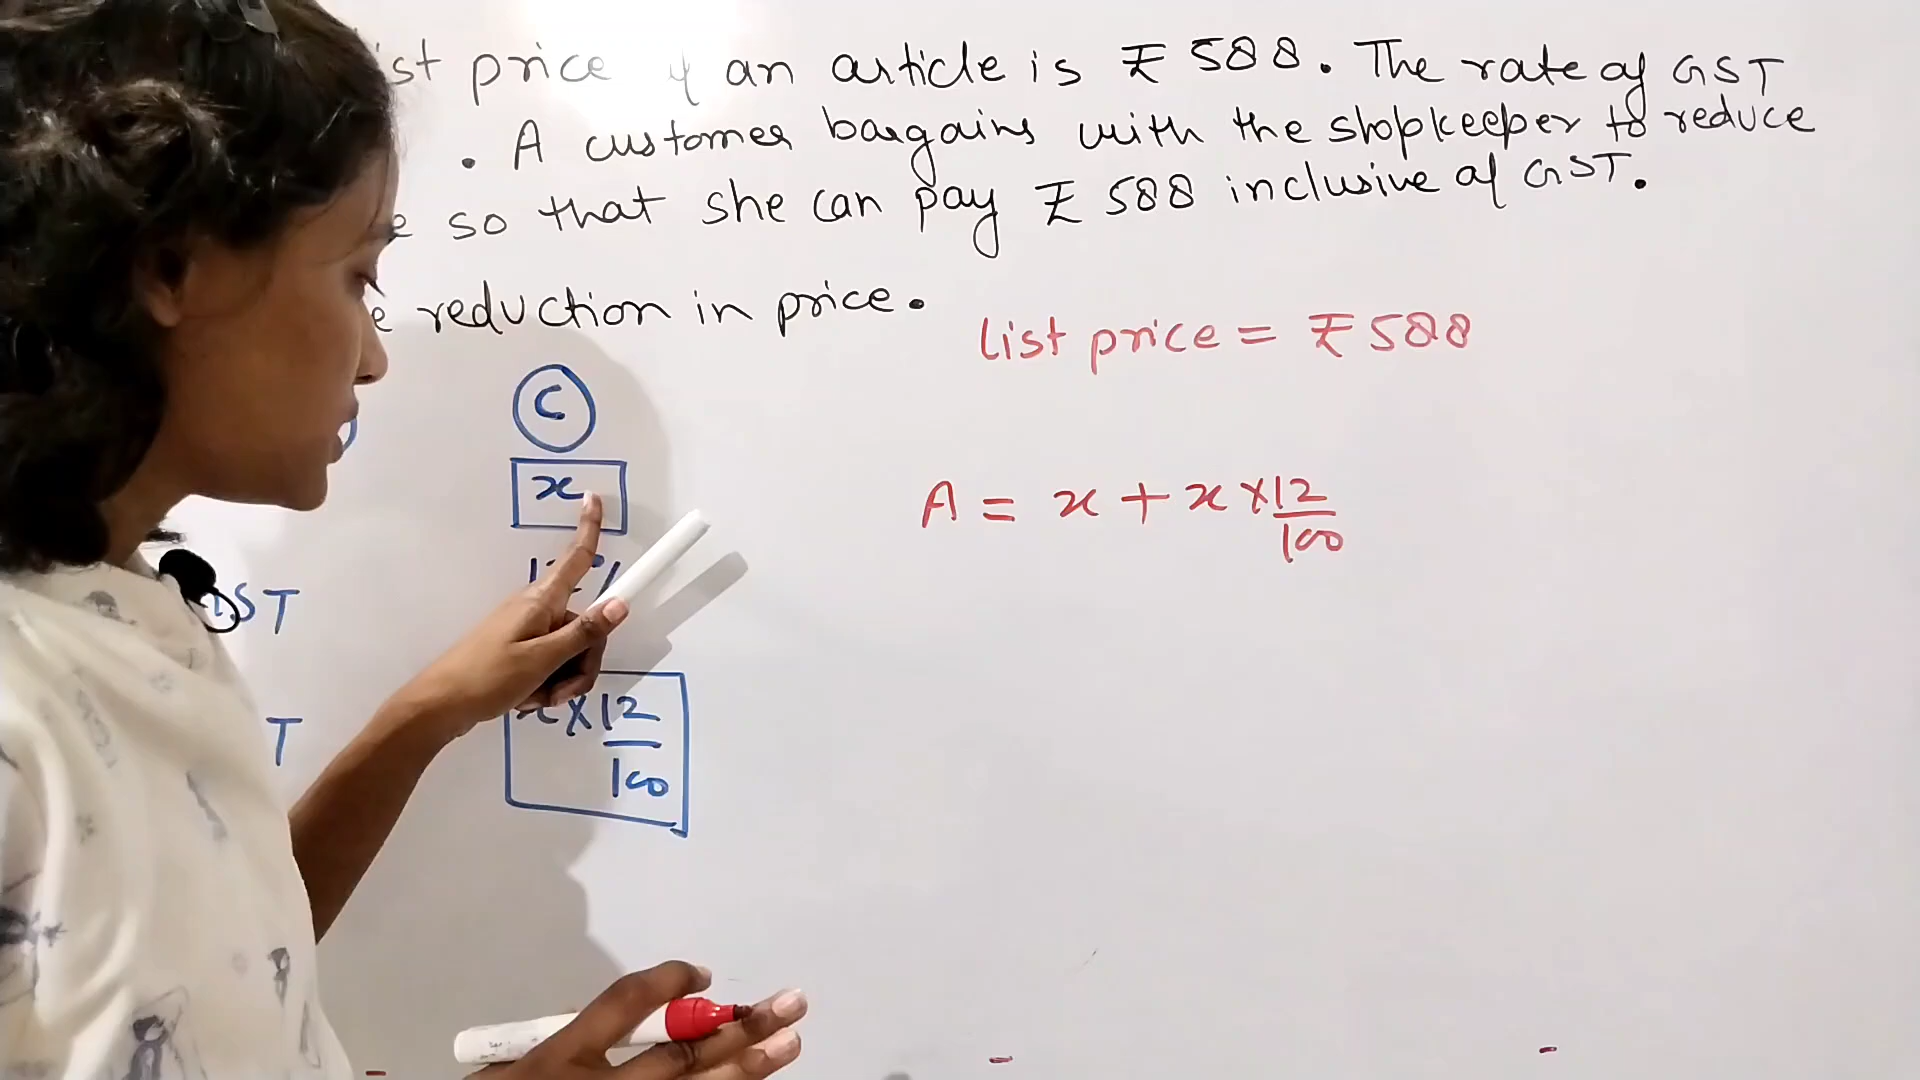 st price of an article is ₹ 588. The rate of GST
. A customer bargains with the shopkeeper to reduce
e so that she can pay ₹ 588 inclusive of GST.
e reduction in price.
List price = ₹ 588
C
x
A = x + x × 12/100
ST
T
x × 12/100